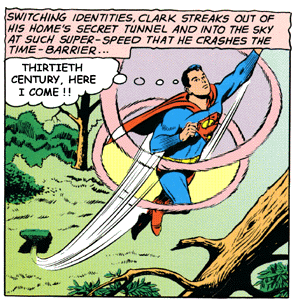 SWITCHING IDENTITIES, CLARK STREAKS OUT OF
HIS HOME'S SECRET TUNNEL AND INTO THE SKY
AT SUCH SUPER-SPEED THAT HE CRASHES THE
TIME-BARRIER...
THIRTIETH
CENTURY, HERE
I COME!!
S